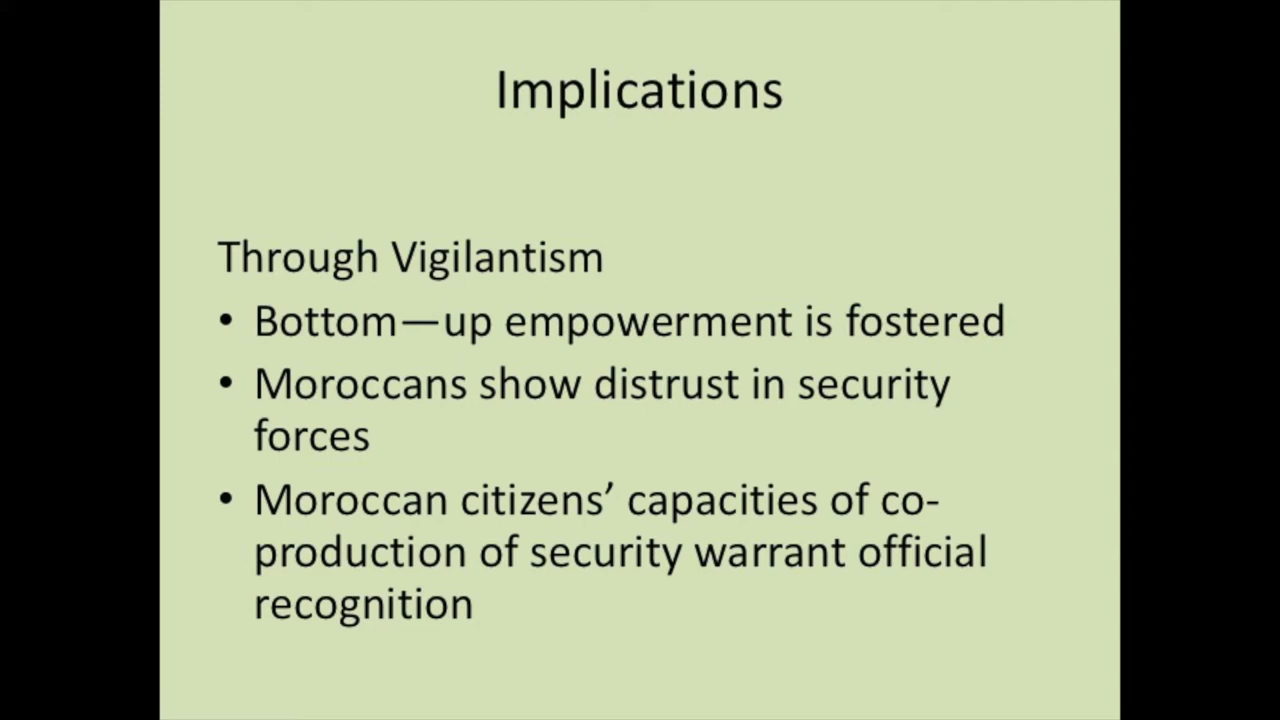 Implications
Through Vigilantism
• Bottom—up empowerment is fostered
• Moroccans show distrust in security
forces
• Moroccan citizens’ capacities of co-
production of security warrant official
recognition